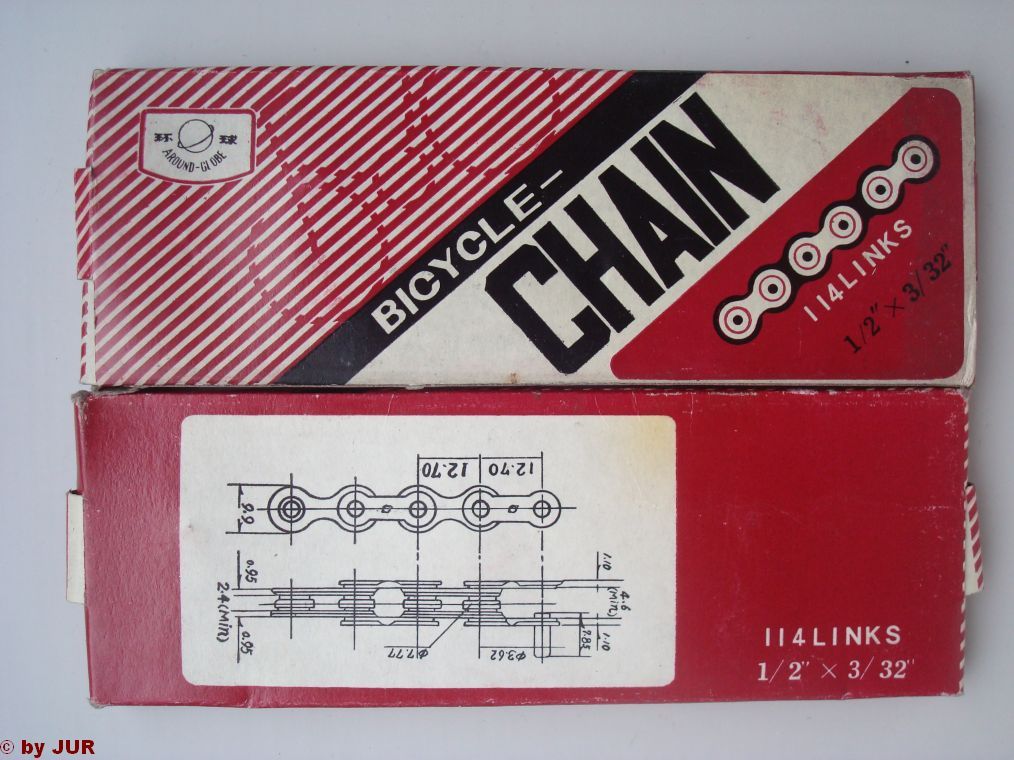 环 球
AROUND-GLOBE
BICYCLE-
CHAIN
114LINKS
1/2" × 3/32"
12.70 12.70
9.9
0.95
2.4(Min)
0.95
1.10
4.6
(Min)
1.10
7.85
Φ7.77
Φ3.62
114LINKS
1/2" × 3/32"
© by JUR